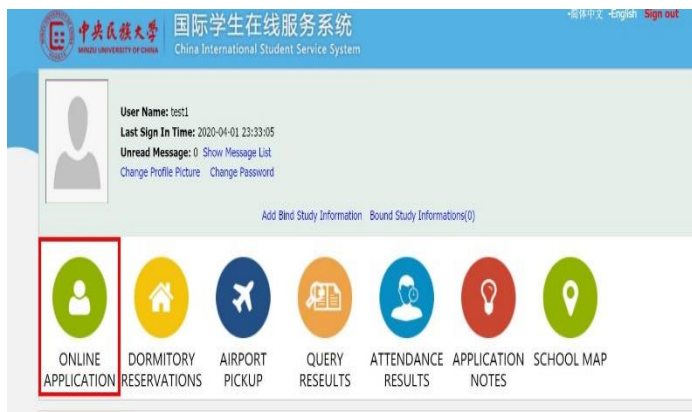 中央民族大学 国际学生在线服务系统
MINZU UNIVERSITY OF CHINA China International Student Service System
-简体中文 -English Sign out
User Name: test1
Last Sign In Time: 2020-04-01 23:33:05
Unread Message: 0 Show Message List
Change Profile Picture Change Password
Add Bind Study Information Bound Study Informations(0)
ONLINE APPLICATION
DORMITORY RESERVATIONS
AIRPORT PICKUP
QUERY RESEULTS
ATTENDANCE RESULTS
APPLICATION NOTES
SCHOOL MAP